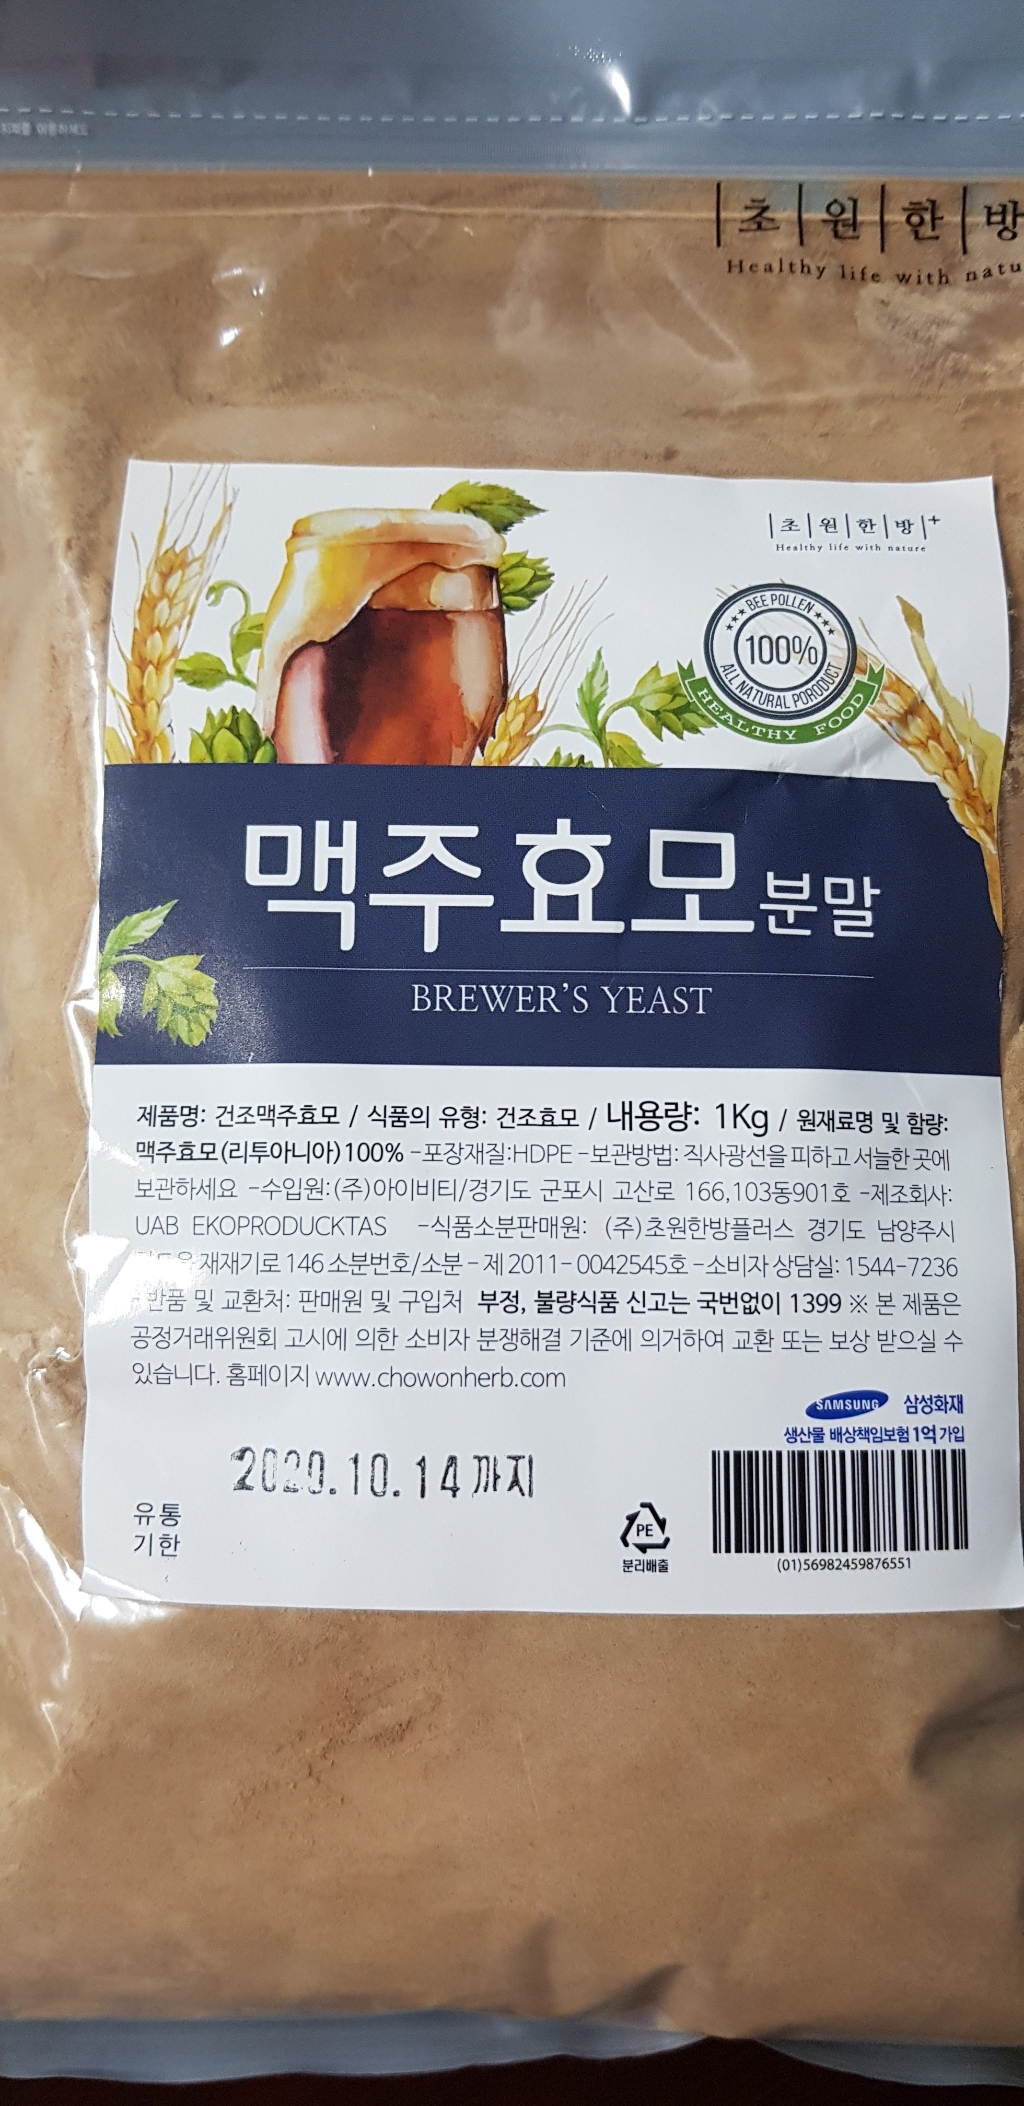 이용하세요
초원한방
Healthy life with natu
초원한방+
Healthy life with nature
BEE POLLEN
100%
ALL NATURAL PORODUCT
HEALTHY FOOD
맥주효모분말
BREWER'S YEAST
제품명: 건조맥주효모 / 식품의 유형: 건조효모 / 내용량: 1Kg / 원재료명 및 함량:
맥주효모(리투아니아)100% -포장재질:HDPE -보관방법: 직사광선을 피하고 서늘한 곳에
보관하세요 -수입원:(주)아이비티/경기도 군포시 고산로 166,103동901호 -제조회사:
UAB EKOPRODUCKTAS -식품소분판매원: (주)초원한방플러스 경기도 남양주시
재재기로 146 소분번호/소분 - 제 2011- 0042545호 -소비자 상담실: 1544-7236
반품 및 교환처: 판매원 및 구입처 부정, 불량식품 신고는 국번없이 1399 ※ 본 제품은
공정거래위원회 고시에 의한 소비자 분쟁해결 기준에 의거하여 교환 또는 보상 받으실 수
있습니다. 홈페이지 www.chowonherb.com
SAMSUNG 삼성화재
생산물 배상책임보험 1억 가입
2020.10.14까지
유통
기한
PE
분리배출
(01)56982459876551